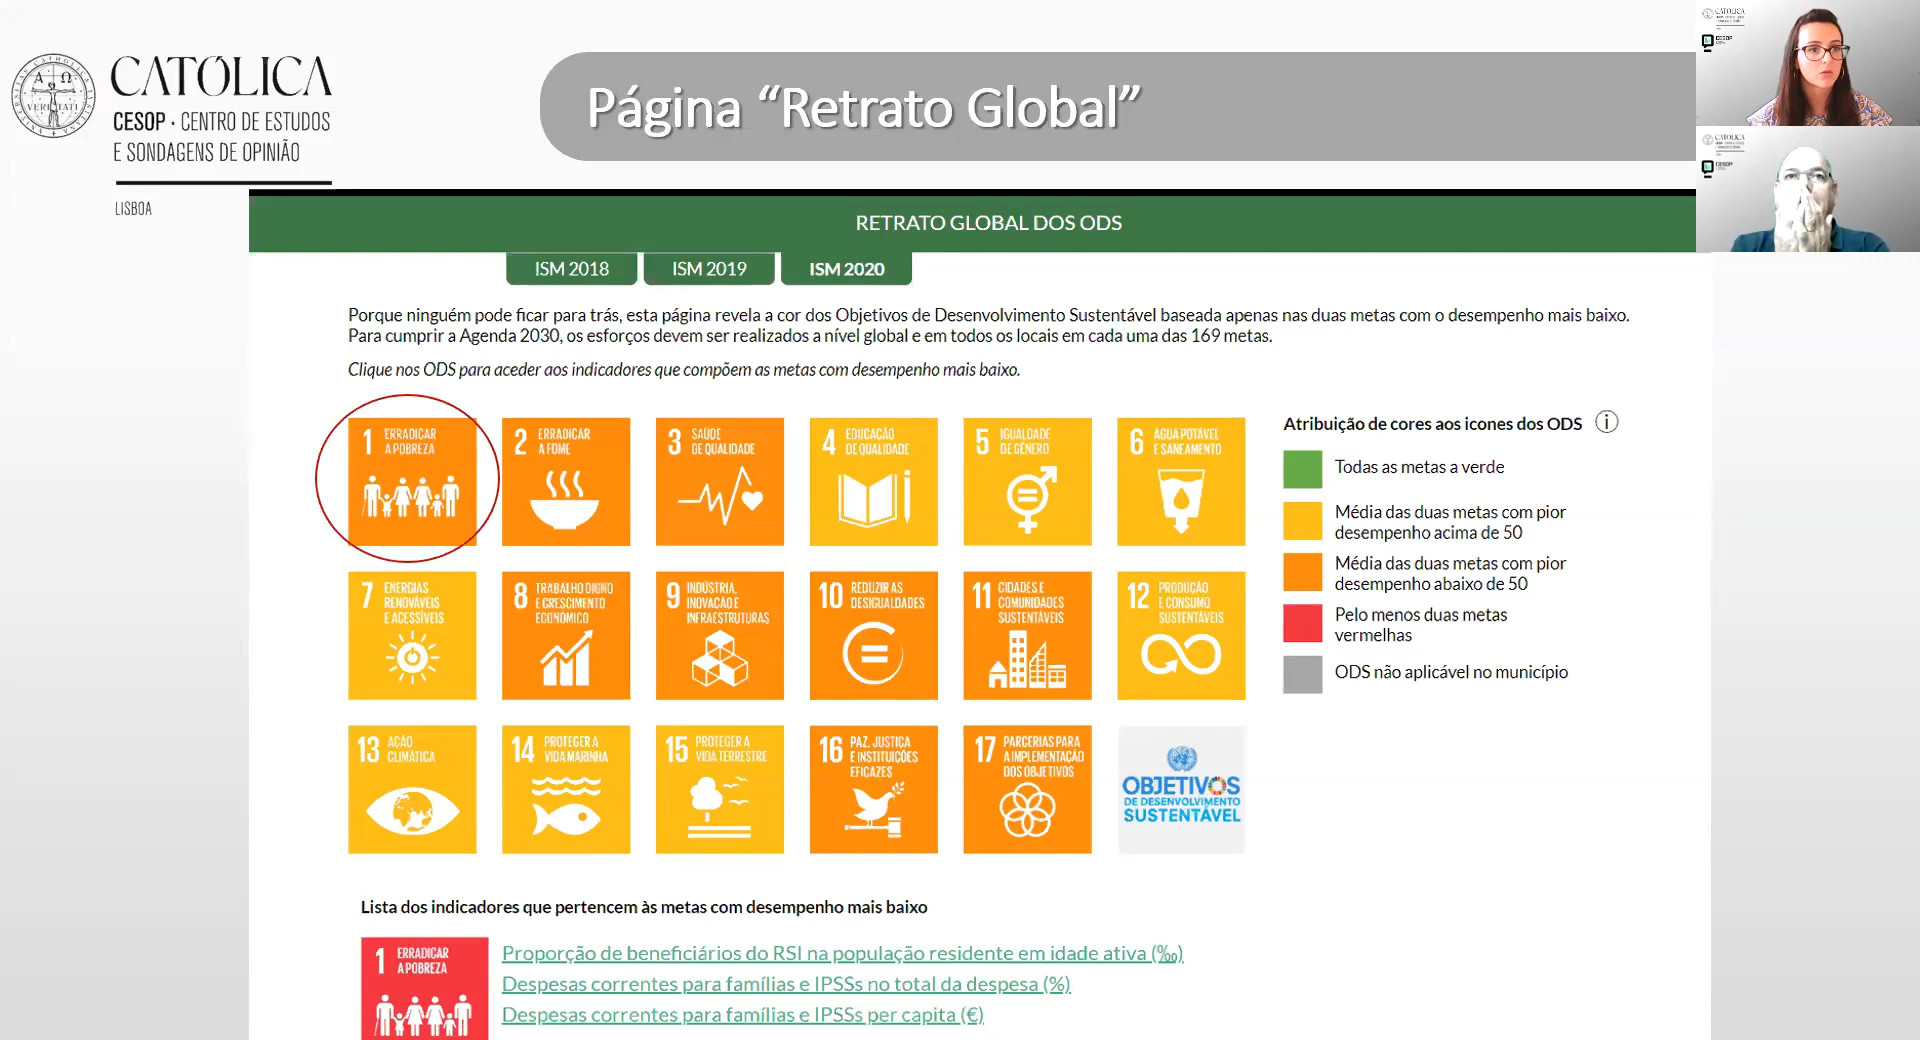 CATÓLICA
CESOP · CENTRO DE ESTUDOS
E SONDAGENS DE OPINIÃO
LISBOA
Página “Retrato Global”
RETRATO GLOBAL DOS ODS
ISM 2018
ISM 2019
ISM 2020
Porque ninguém pode ficar para trás, esta página revela a cor dos Objetivos de Desenvolvimento Sustentável baseada apenas nas duas metas com o desempenho mais baixo.
Para cumprir a Agenda 2030, os esforços devem ser realizados a nível global e em todos os locais em cada uma das 169 metas.
Clique nos ODS para aceder aos indicadores que compõem as metas com desempenho mais baixo.
1 ERRADICAR
A POBREZA
2 ERRADICAR
A FOME
3 SAÚDE
DE QUALIDADE
4 EDUCAÇÃO
DE QUALIDADE
5 IGUALDADE
DE GÉNERO
6 ÁGUA POTÁVEL
E SANEAMENTO
7 ENERGIAS
RENOVÁVEIS
E ACESSÍVEIS
8 TRABALHO DIGNO
E CRESCIMENTO
ECONÓMICO
9 INDÚSTRIA,
INOVAÇÃO E
INFRAESTRUTURAS
10 REDUZIR AS
DESIGUALDADES
11 CIDADES E
COMUNIDADES
SUSTENTÁVEIS
12 PRODUÇÃO
E CONSUMO
SUSTENTÁVEIS
13 AÇÃO
CLIMÁTICA
14 PROTEGER A
VIDA MARINHA
15 PROTEGER A
VIDA TERRESTRE
16 PAZ, JUSTIÇA
E INSTITUIÇÕES
EFICAZES
17 PARCERIAS PARA
A IMPLEMENTAÇÃO
DOS OBJETIVOS
OBJETIVOS
DE DESENVOLVIMENTO
SUSTENTÁVEL
Atribuição de cores aos icones dos ODS
Todas as metas a verde
Média das duas metas com pior
desempenho acima de 50
Média das duas metas com pior
desempenho abaixo de 50
Pelo menos duas metas
vermelhas
ODS não aplicável no município
Lista dos indicadores que pertencem às metas com desempenho mais baixo
1 ERRADICAR
A POBREZA
Proporção de beneficiários do RSI na população residente em idade ativa (‰)
Despesas correntes para famílias e IPSSs no total da despesa (%)
Despesas correntes para famílias e IPSSs per capita (€)